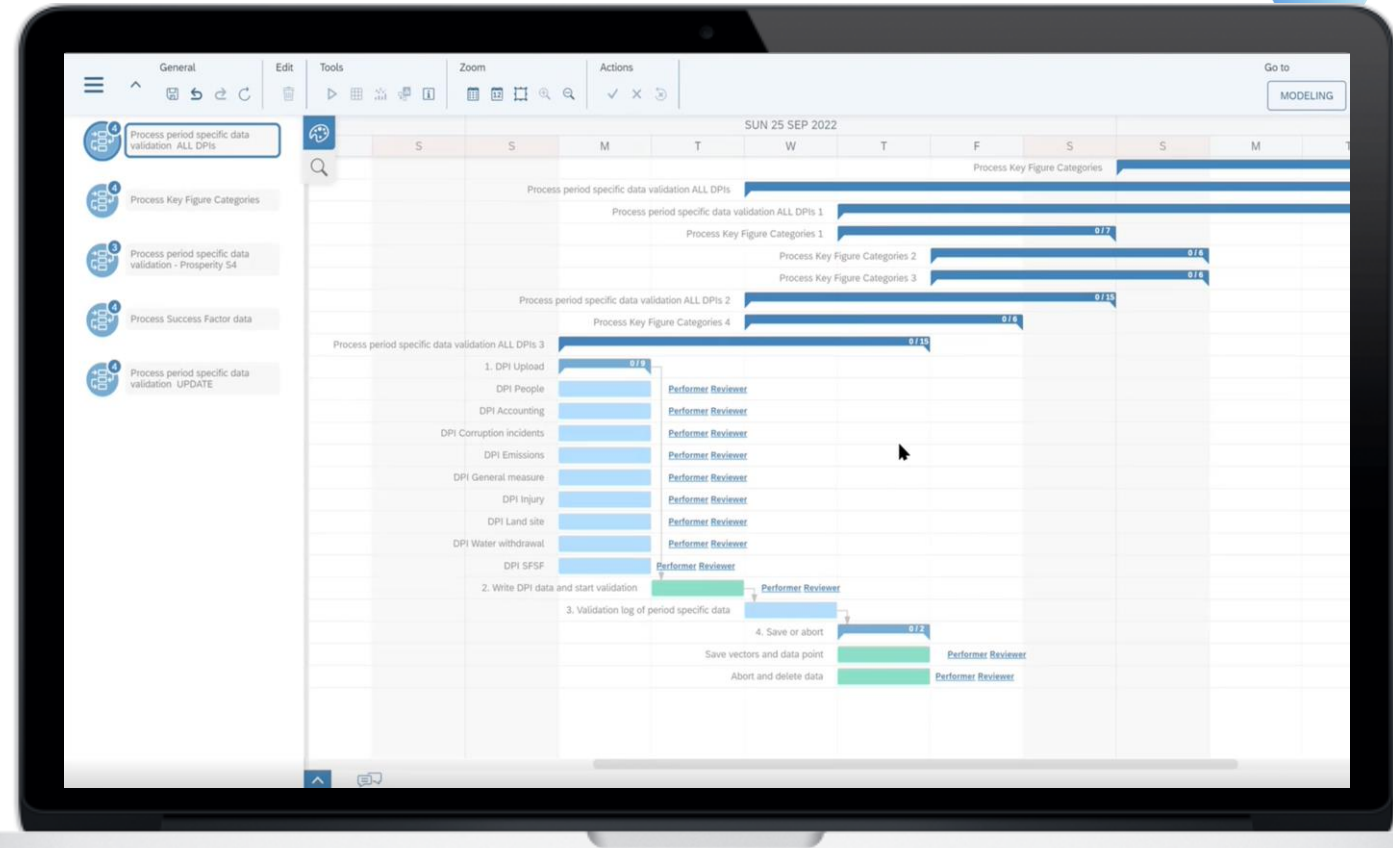 General Edit Tools Zoom Actions Go to
MODELING
4
Process period specific data
validation ALL DPIs
4
Process Key Figure Categories
3
Process period specific data
validation - Prosperity S4
4
Process Success Factor data
4
Process period specific data
validation UPDATE
SUN 25 SEP 2022
S S M T W T F S S M T
Process Key Figure Categories
Process period specific data validation ALL DPIs
Process period specific data validation ALL DPIs 1
Process Key Figure Categories 1 0 / 7
Process Key Figure Categories 2 0 / 6
Process Key Figure Categories 3 0 / 6
Process period specific data validation ALL DPIs 2 0 / 15
Process Key Figure Categories 4 0 / 6
Process period specific data validation ALL DPIs 3 0 / 15
1. DPI Upload 0 / 9
DPI People Performer Reviewer
DPI Accounting Performer Reviewer
DPI Corruption incidents Performer Reviewer
DPI Emissions Performer Reviewer
DPI General measure Performer Reviewer
DPI Injury Performer Reviewer
DPI Land site Performer Reviewer
DPI Water withdrawal Performer Reviewer
DPI SFSF Performer Reviewer
2. Write DPI data and start validation Performer Reviewer
3. Validation log of period specific data
4. Save or abort 0 / 2
Save vectors and data point Performer Reviewer
Abort and delete data Performer Reviewer